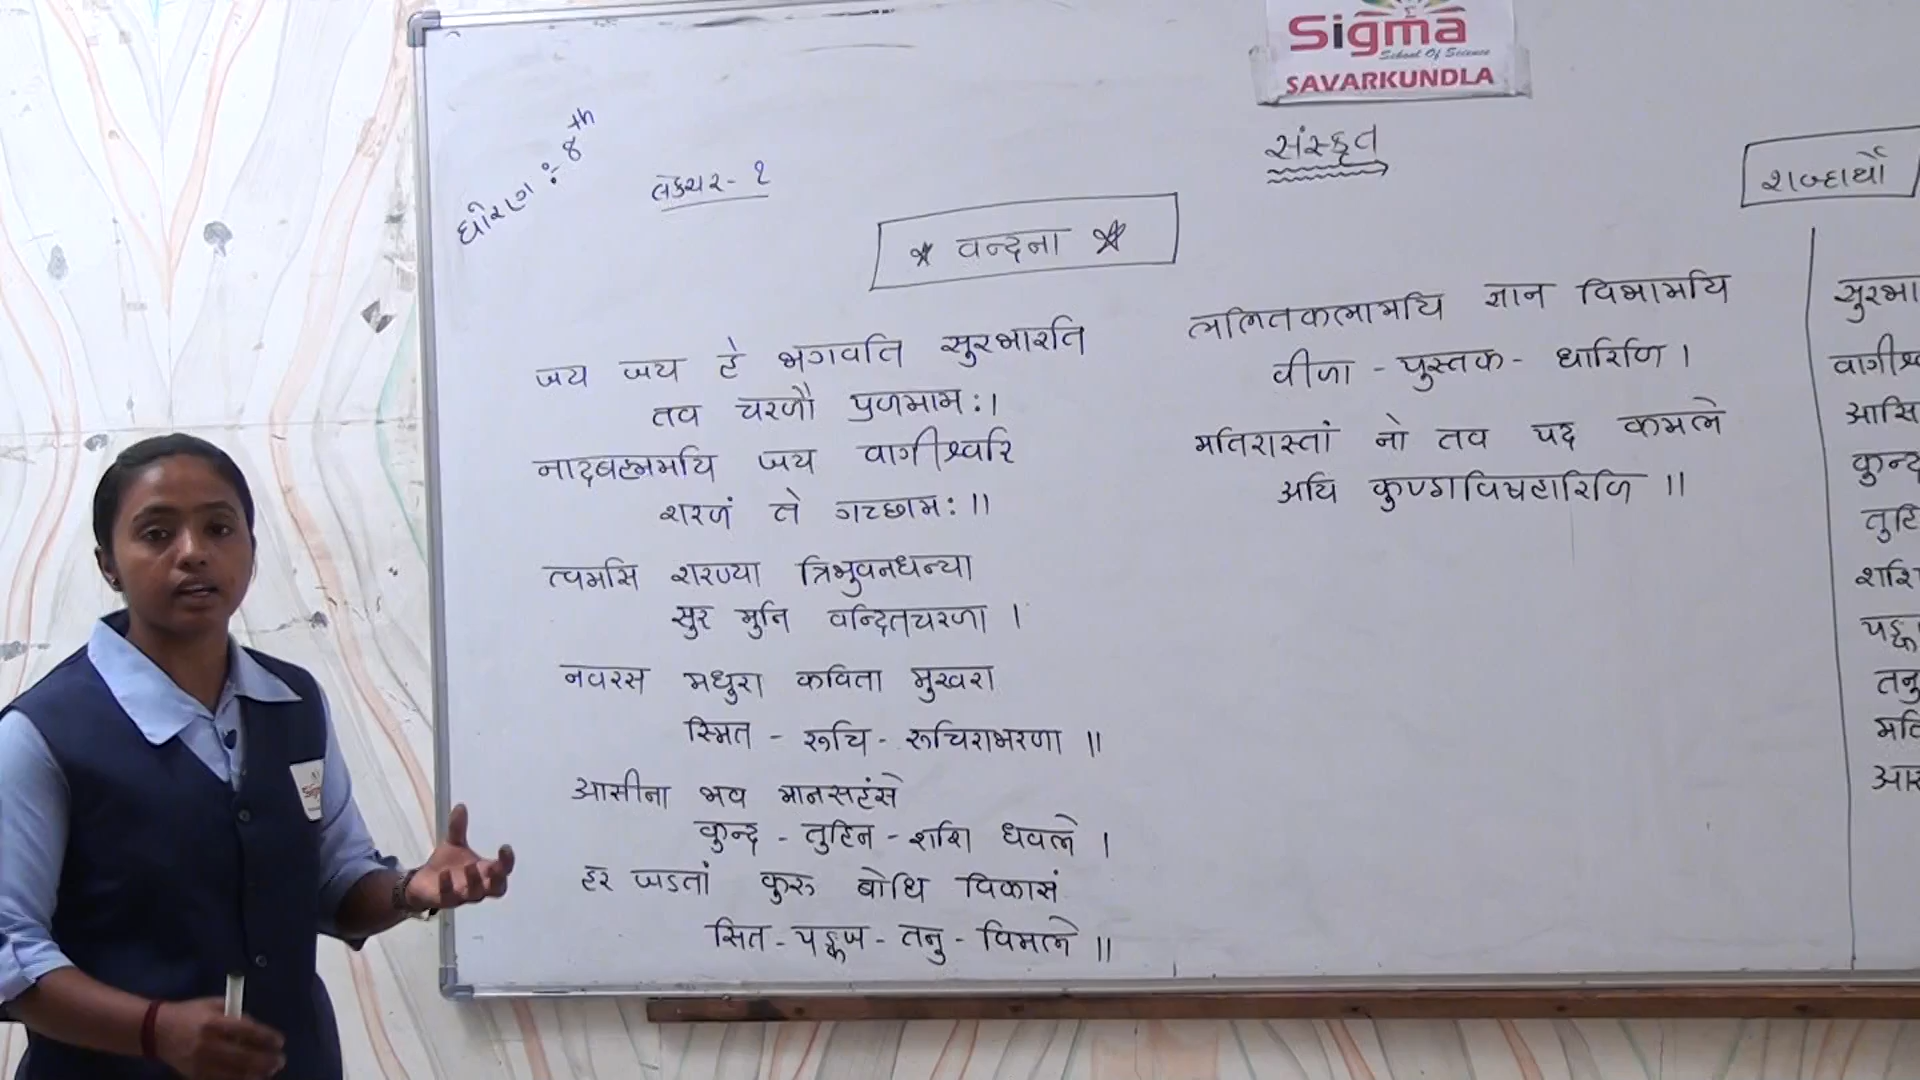 Sigma
School Of Science
SAVARKUNDLA
ધોરણ :- 8th
લેક્ચર - १
संस्कृत
* वन्दना *
जय जय हे भगवति सुरभारति
तव चरणौ प्रणमामः।
नादब्रह्ममयि जय वागीश्वरि
शरणं ते गच्छामः॥
त्वमसि शरण्या त्रिभुवनधन्या
सुर मुनि वन्दितचरणा ।
नवरस मधुरा कविता मुखरा
स्मित - रूचि - रूचिराभरणा ॥
आसीना भव मानसहंसे
कुन्द - तुहिन - शशि धवले ।
हर जडतां कुरु बोधि विकासं
सित - पङ्कज - तनु - विमले ॥
ललितकलामयि ज्ञान विभामयि
वीणा - पुस्तक - धारिणि ।
मतिरास्तां नो तव पद कमले
अयि कुण्ठाविषहारिणि ॥
शब्दार्थाै
सुरभा
वागीश्व
आसि
कुन्द
तुहि
शशि
पङ्क
तनु